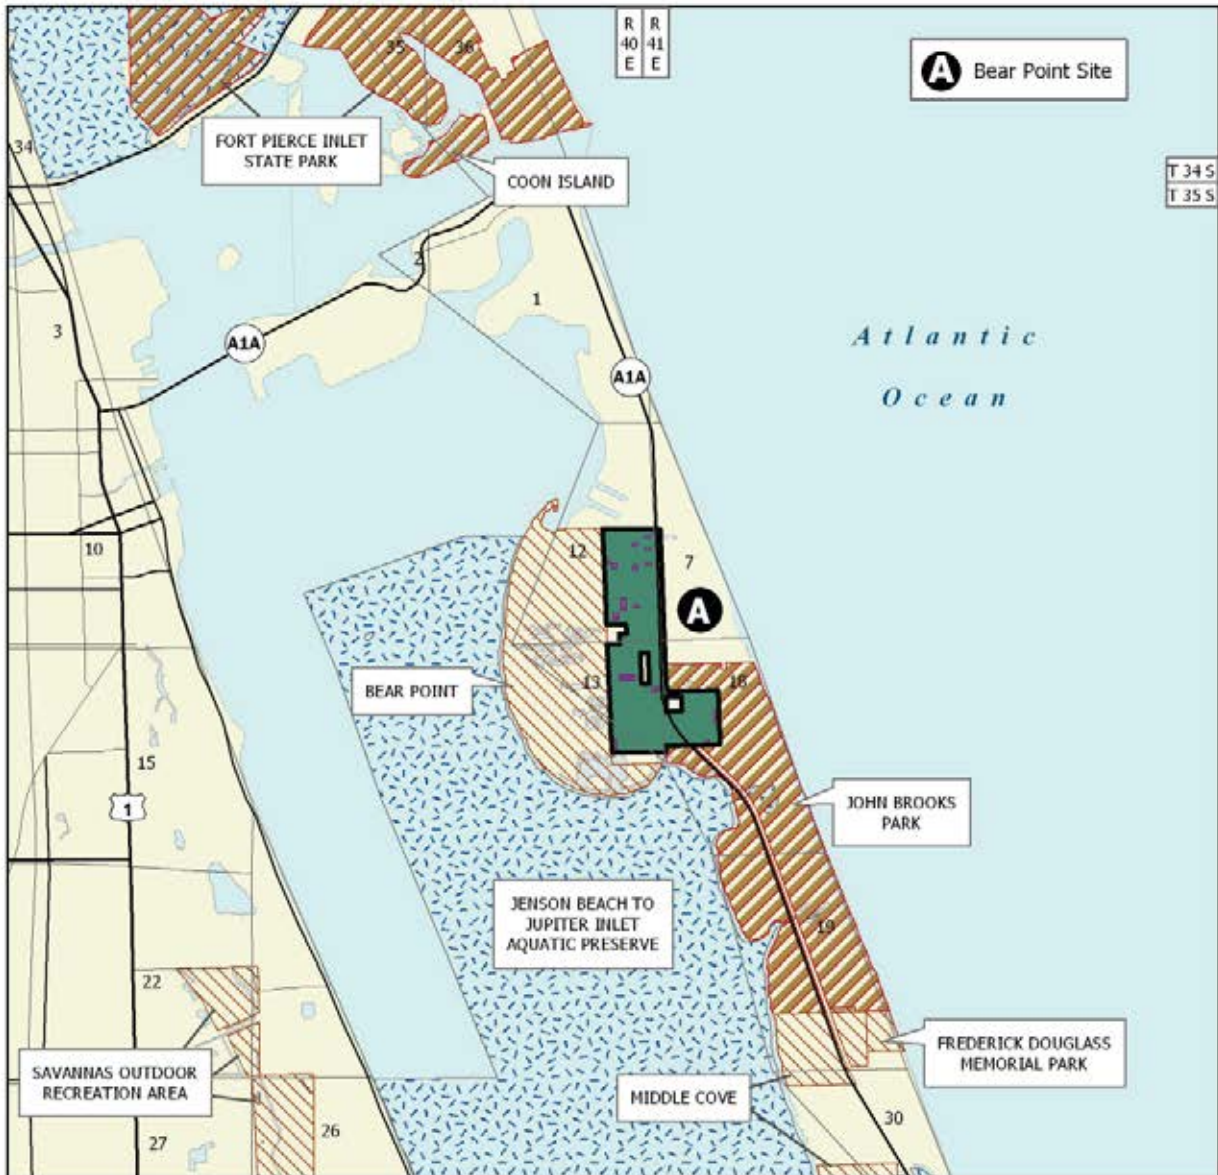 R R
40 41
E E
A Bear Point Site
35
36
34
FORT PIERCE INLET
STATE PARK
COON ISLAND
T 34 S
T 35 S
2
1
3
A1A
A1A
Atlantic
Ocean
10
12
7
A
BEAR POINT
13
18
15
1
JOHN BROOKS
PARK
JENSON BEACH TO
JUPITER INLET
AQUATIC PRESERVE
19
22
SAVANNAS OUTDOOR
RECREATION AREA
FREDERICK DOUGLASS
MEMORIAL PARK
MIDDLE COVE
30
27
26